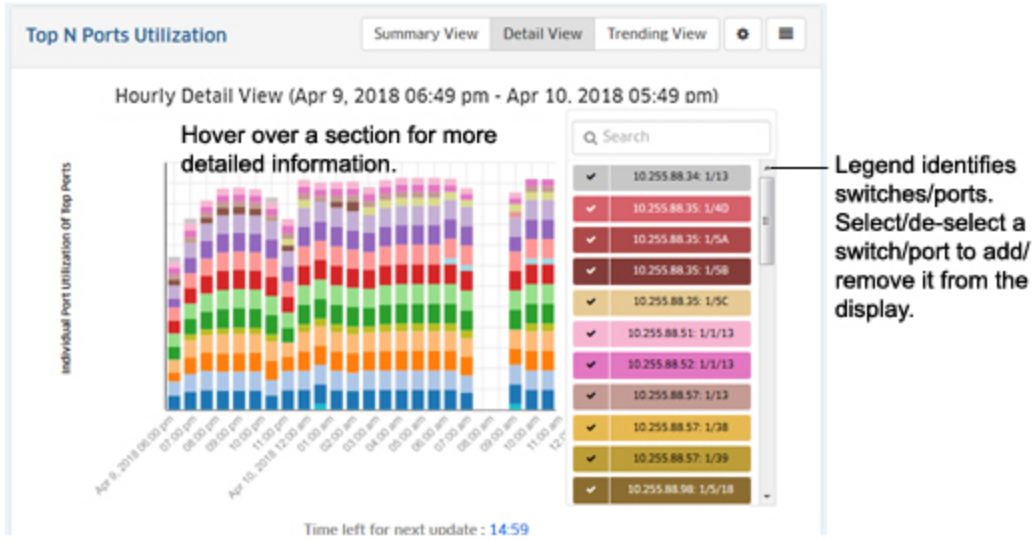 Top N Ports Utilization
Summary View
Detail View
Trending View
Hourly Detail View (Apr 9, 2018 06:49 pm - Apr 10, 2018 05:49 pm)
Hover over a section for more
detailed information.
Search
Individual Port Utilization Of Top Ports
10.255.88.34: 1/13
10.255.88.35: 1/4D
10.255.88.35: 1/5A
10.255.88.35: 1/5B
10.255.88.35: 1/5C
10.255.88.51: 1/1/13
10.255.88.52: 1/1/13
10.255.88.57: 1/13
10.255.88.57: 1/38
10.255.88.57: 1/39
10.255.88.98: 1/5/18
Legend identifies
switches/ports.
Select/de-select a
switch/port to add/
remove it from the
display.
Apr 9, 2018 06:00 pm
07:00 pm
08:00 pm
09:00 pm
10:00 pm
11:00 pm
Apr 10, 2018 12:00 am
01:00 am
02:00 am
03:00 am
04:00 am
05:00 am
06:00 am
07:00 am
08:00 am
09:00 am
10:00 am
11:00 am
12:
Time left for next update : 14:59